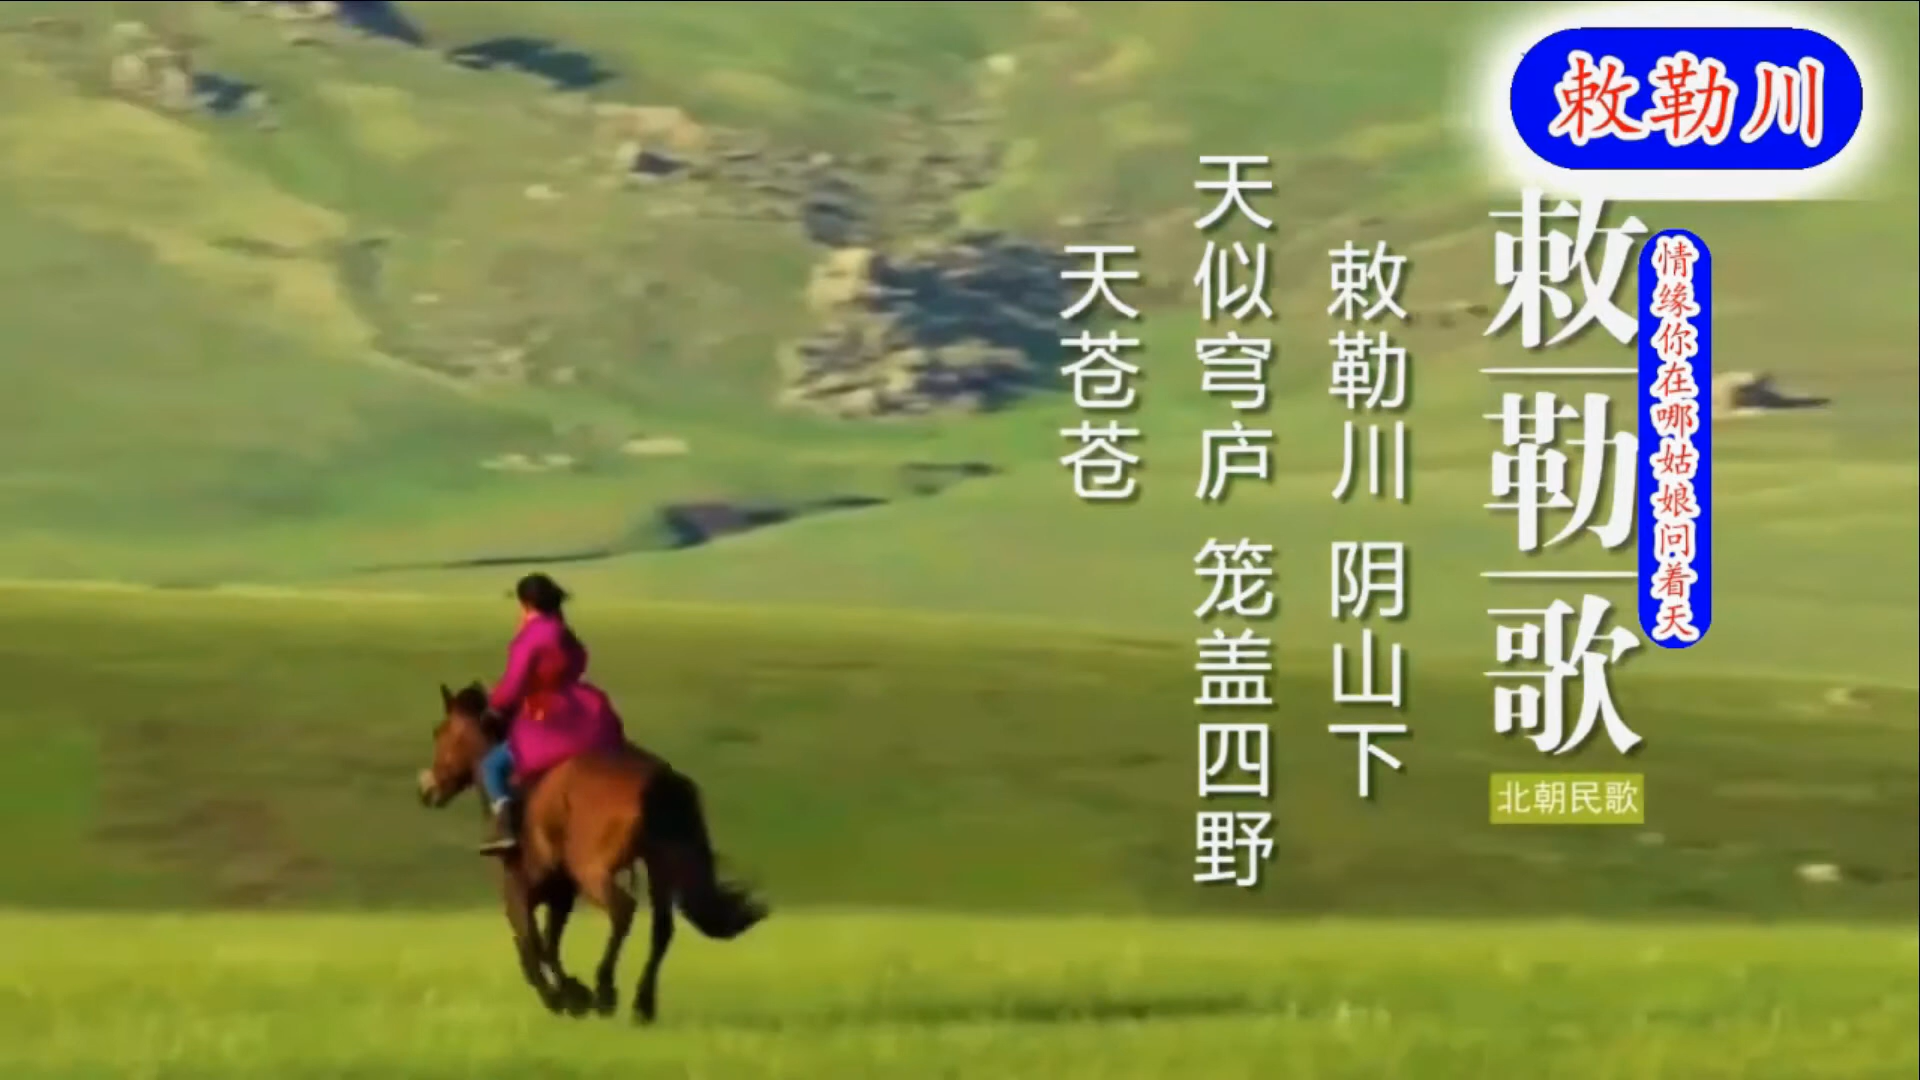 敕勒川
情缘你在哪姑娘问着天
敕勒歌
北朝民歌
敕勒川 阴山下
天似穹庐 笼盖四野
天苍苍